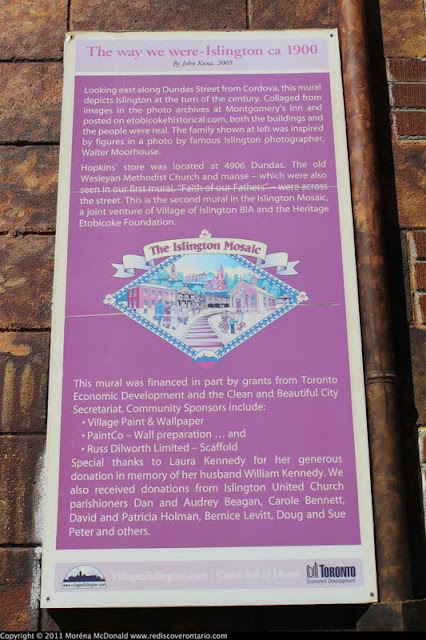 The way we were-Islington ca 1900
By John Kuna, 2005
Looking east along Dundas Street from Cordova, this mural
depicts Islington at the turn of the century. Collaged from
images in the photo archives at Montgomery's Inn and
posted on etobicokehistorical.com, both the buildings and
the people were real. The family shown at left was inspired
by figures in a photo by famous Islington photographer,
Walter Moorhouse.
Hopkins' store was located at 4906 Dundas. The old
Wesleyan Methodist Church and manse – which were also
seen in our first mural, "Faith of our Fathers" – were across
the street. This is the second mural in the Islington Mosaic,
a joint venture of Village of Islington BIA and the Heritage
Etobicoke Foundation.
The Islington Mosaic
This mural was financed in part by grants from Toronto
Economic Development and the Clean and Beautiful City
Secretariat. Community Sponsors include:
• Village Paint & Wallpaper
• PaintCo – Wall preparation ... and
• Russ Dilworth Limited – Scaffold
Special thanks to Laura Kennedy for her generous
donation in memory of her husband William Kennedy. We
also received donations from Islington United Church
parishioners Dan and Audrey Beagan, Carole Bennett,
David and Patricia Holman, Bernice Levitt, Doug and Sue
Peter and others.
www.villageofislington.com
VillageofIslington.com | Come feel at Home
TORONTO
Economic Development
Copyright © 2011 Moréna McDonald www.rediscoverontario.com